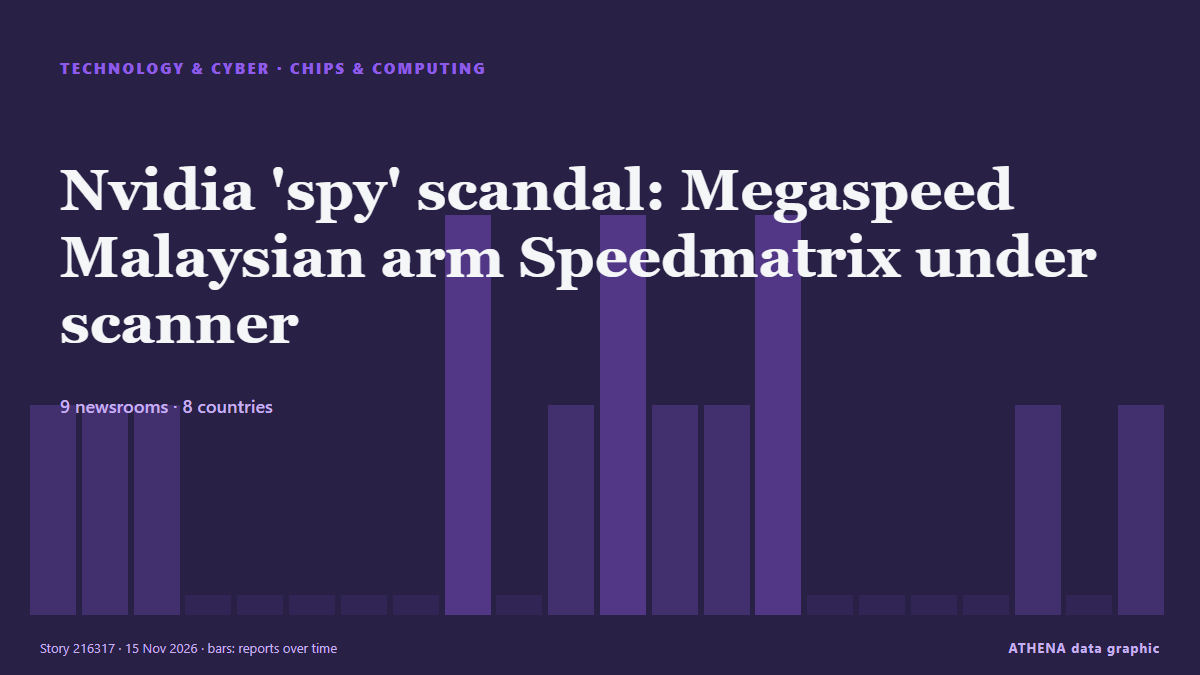 TECHNOLOGY & CYBER · CHIPS & COMPUTING
Nvidia 'spy' scandal: Megaspeed
Malaysian arm Speedmatrix under
scanner
9 newsrooms · 8 countries
Story 216317 · 15 Nov 2026 · bars: reports over time
ATHENA data graphic